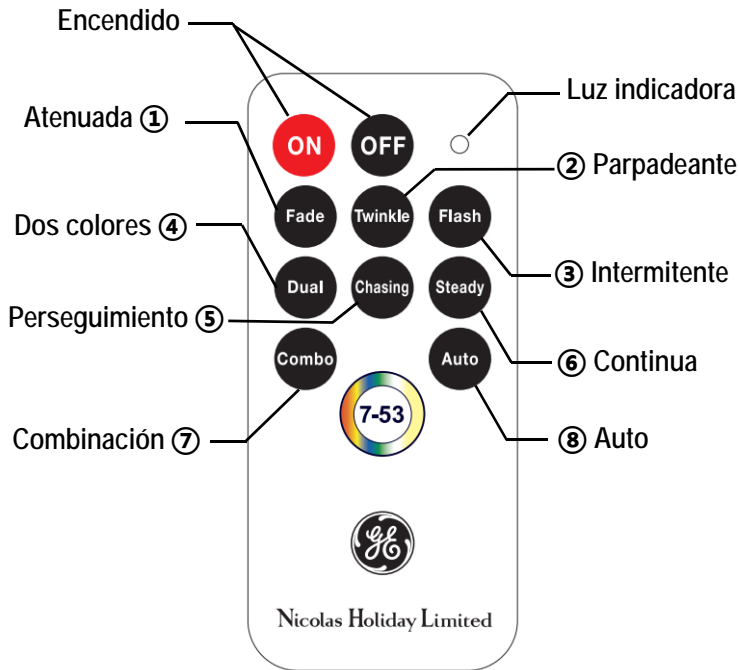 Encendido
Luz indicadora
Atenuada ①
ON OFF
② Parpadeante
Fade Twinkle Flash
Dos colores ④
③ Intermitente
Dual Chasing Steady
Perseguimiento ⑤
Combo Auto
⑥ Continua
7-53
Combinación ⑦
⑧ Auto
GE
Nicolas Holiday Limited